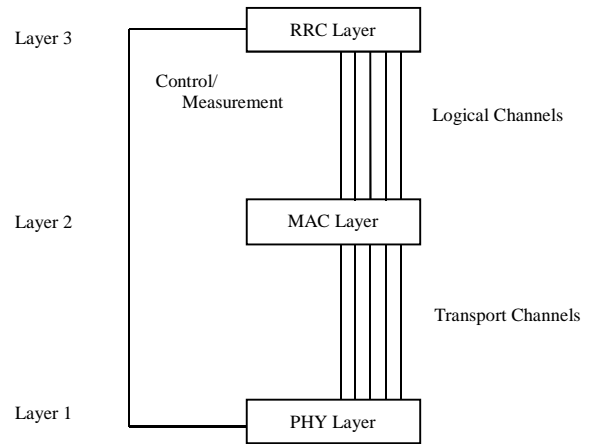 RRC Layer
Layer 3
Control/
Measurement
Logical Channels
MAC Layer
Layer 2
Transport Channels
Layer 1
PHY Layer